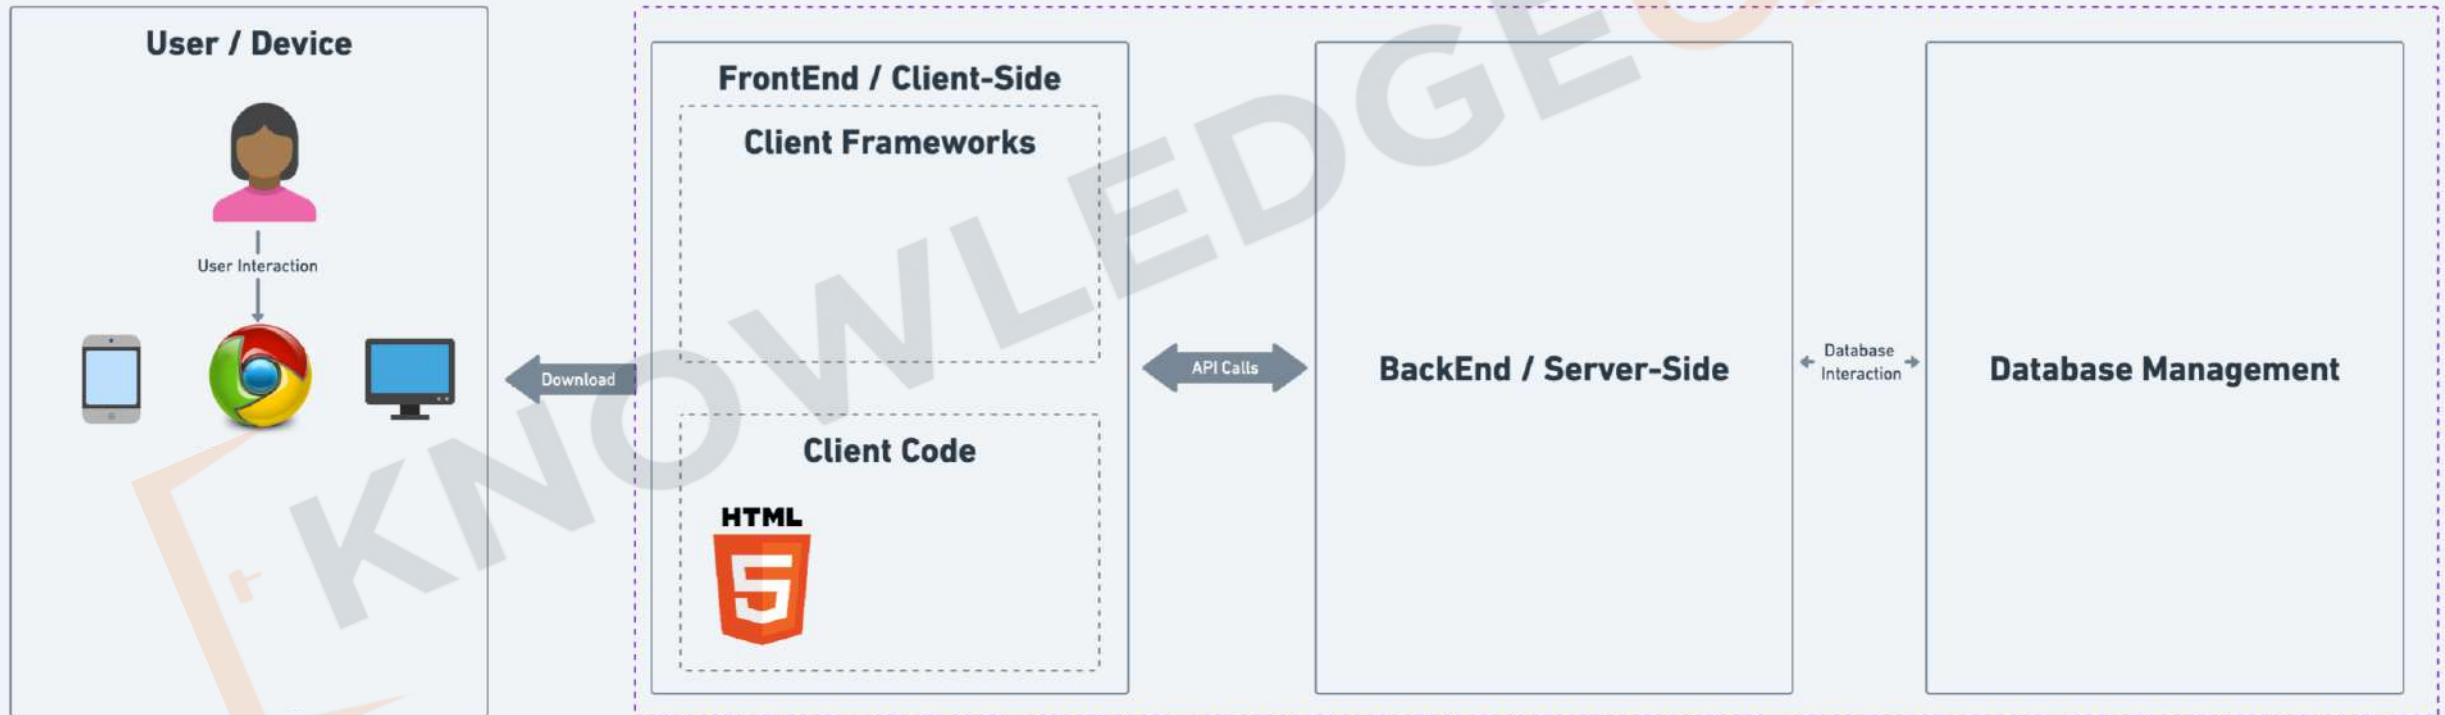 User / Device
User Interaction
Download
FrontEnd / Client-Side
Client Frameworks
Client Code
HTML
5
API Calls
BackEnd / Server-Side
Database
Interaction
Database Management
KNOWLEDGE